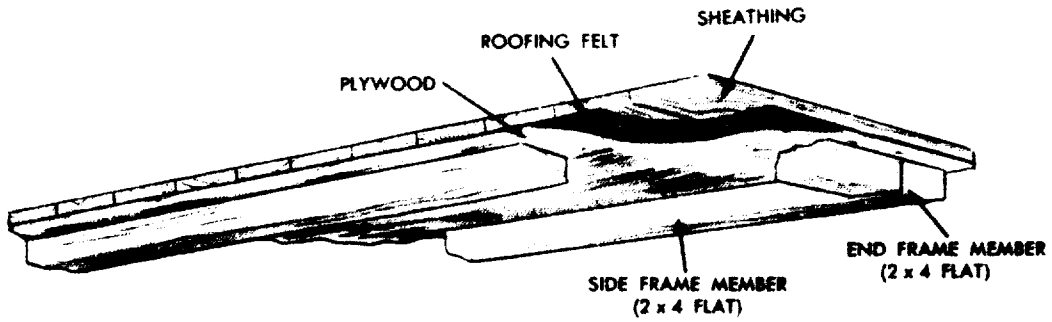 SHEATHING
ROOFING FELT
PLYWOOD
END FRAME MEMBER
(2 x 4 FLAT)
SIDE FRAME MEMBER
(2 x 4 FLAT)